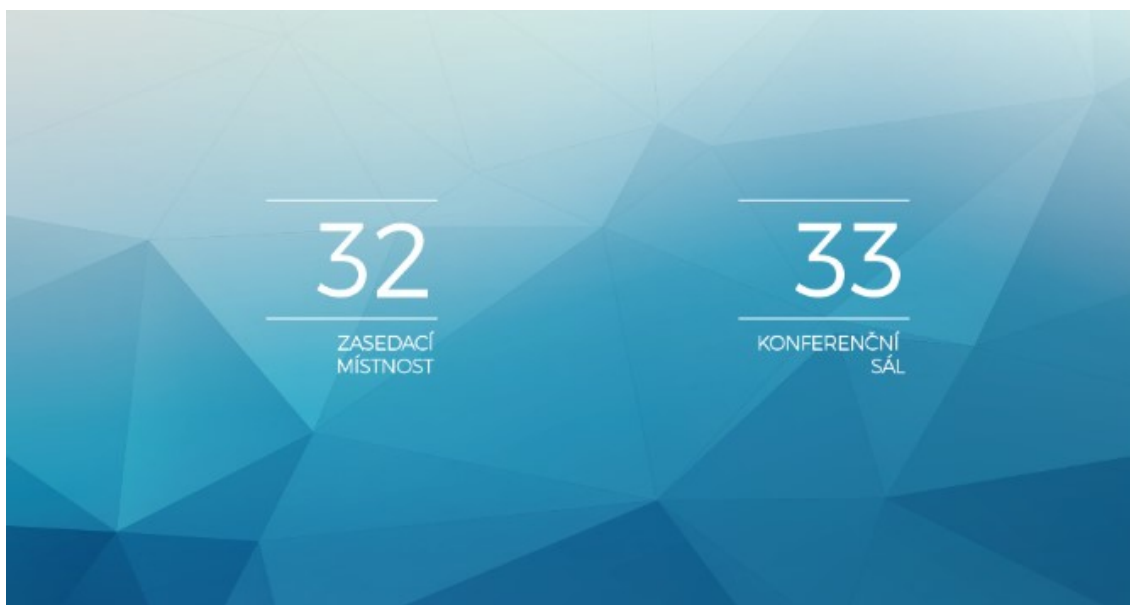 32
ZASEDACÍ
MÍSTNOST
33
KONFERENČNÍ
SÁL